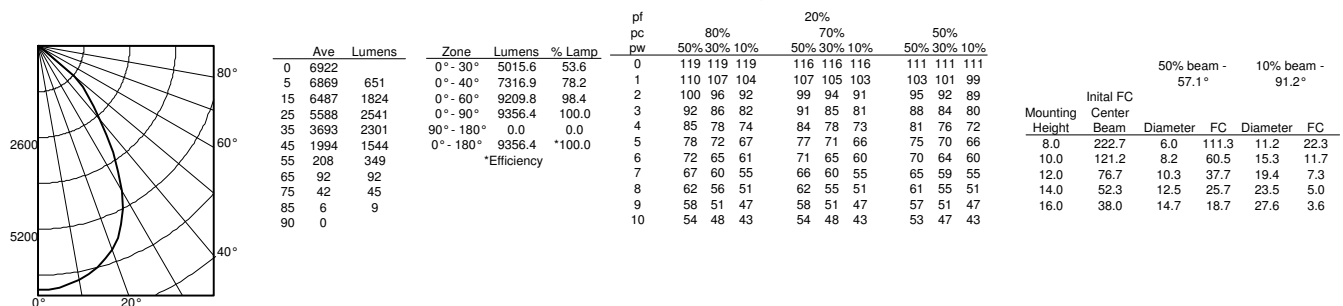 2600
5200
0°
20°
40°
60°
80°
Ave Lumens
0 6922
5 6869 651
15 6487 1824
25 5588 2541
35 3693 2301
45 1994 1544
55 208 349
65 92 92
75 42 45
85 6 9
90 0
Zone Lumens % Lamp
0°- 30° 5015.6 53.6
0°- 40° 7316.9 78.2
0°- 60° 9209.8 98.4
0°- 90° 9356.4 100.0
90°- 180° 0.0 0.0
0°- 180° 9356.4 *100.0
*Efficiency
pf 20%
pc 80% 70% 50%
pw 50% 30% 10% 50% 30% 10% 50% 30% 10%
0 119 119 119 116 116 116 111 111 111
1 110 107 104 107 105 103 103 101 99
2 100 96 92 99 94 91 95 92 89
3 92 86 82 91 85 81 88 84 80
4 85 78 74 84 78 73 81 76 72
5 78 72 67 77 71 66 75 70 66
6 72 65 61 71 65 60 70 64 60
7 67 60 55 66 60 55 65 59 55
8 62 56 51 62 55 51 61 55 51
9 58 51 47 58 51 47 57 51 47
10 54 48 43 54 48 43 53 47 43
50% beam - 10% beam -
57.1° 91.2°
Inital FC
Mounting Center
Height Beam Diameter FC Diameter FC
8.0 222.7 6.0 111.3 11.2 22.3
10.0 121.2 8.2 60.5 15.3 11.7
12.0 76.7 10.3 37.7 19.4 7.3
14.0 52.3 12.5 25.7 23.5 5.0
16.0 38.0 14.7 18.7 27.6 3.6